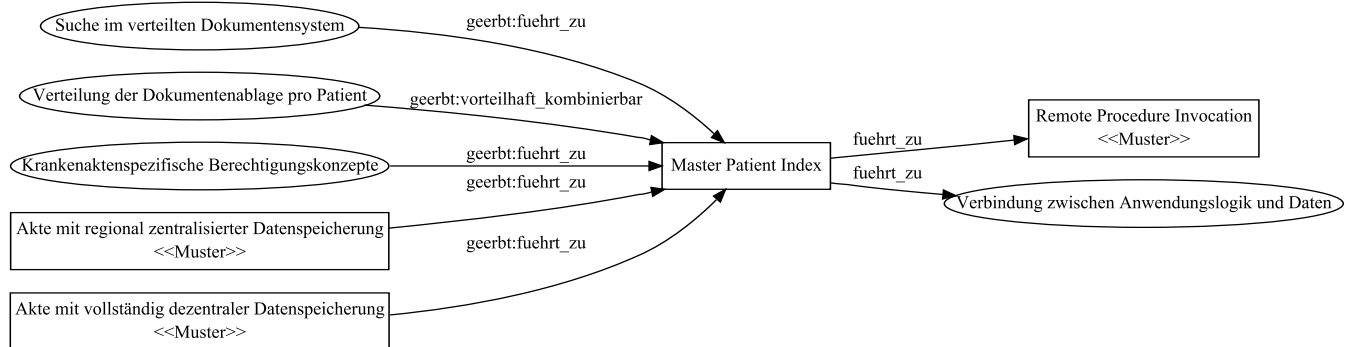 Suche im verteilten Dokumentensystem
geerbt:fuehrt_zu
Verteilung der Dokumentenablage pro Patient
geerbt:vorteilhaft_kombinierbar
Krankenaktenspezifische Berechtigungskonzepte
geerbt:fuehrt_zu
geerbt:fuehrt_zu
Akte mit regional zentralisierter Datenspeicherung
<<Muster>>
geerbt:fuehrt_zu
Akte mit vollständig dezentraler Datenspeicherung
<<Muster>>
Master Patient Index
fuehrt_zu
fuehrt_zu
Remote Procedure Invocation
<<Muster>>
Verbindung zwischen Anwendungslogik und Daten